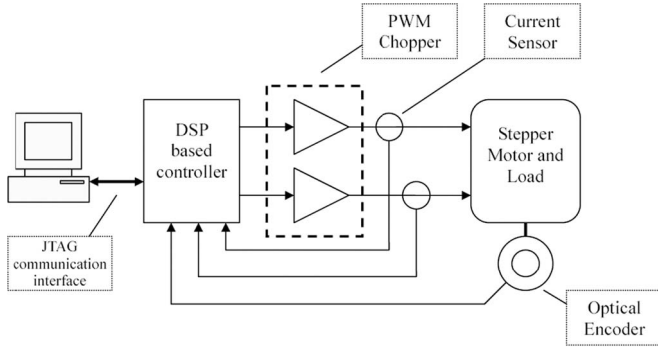 PWM
Chopper
Current
Sensor
DSP
based
controller
Stepper
Motor and
Load
JTAG
communication
interface
Optical
Encoder